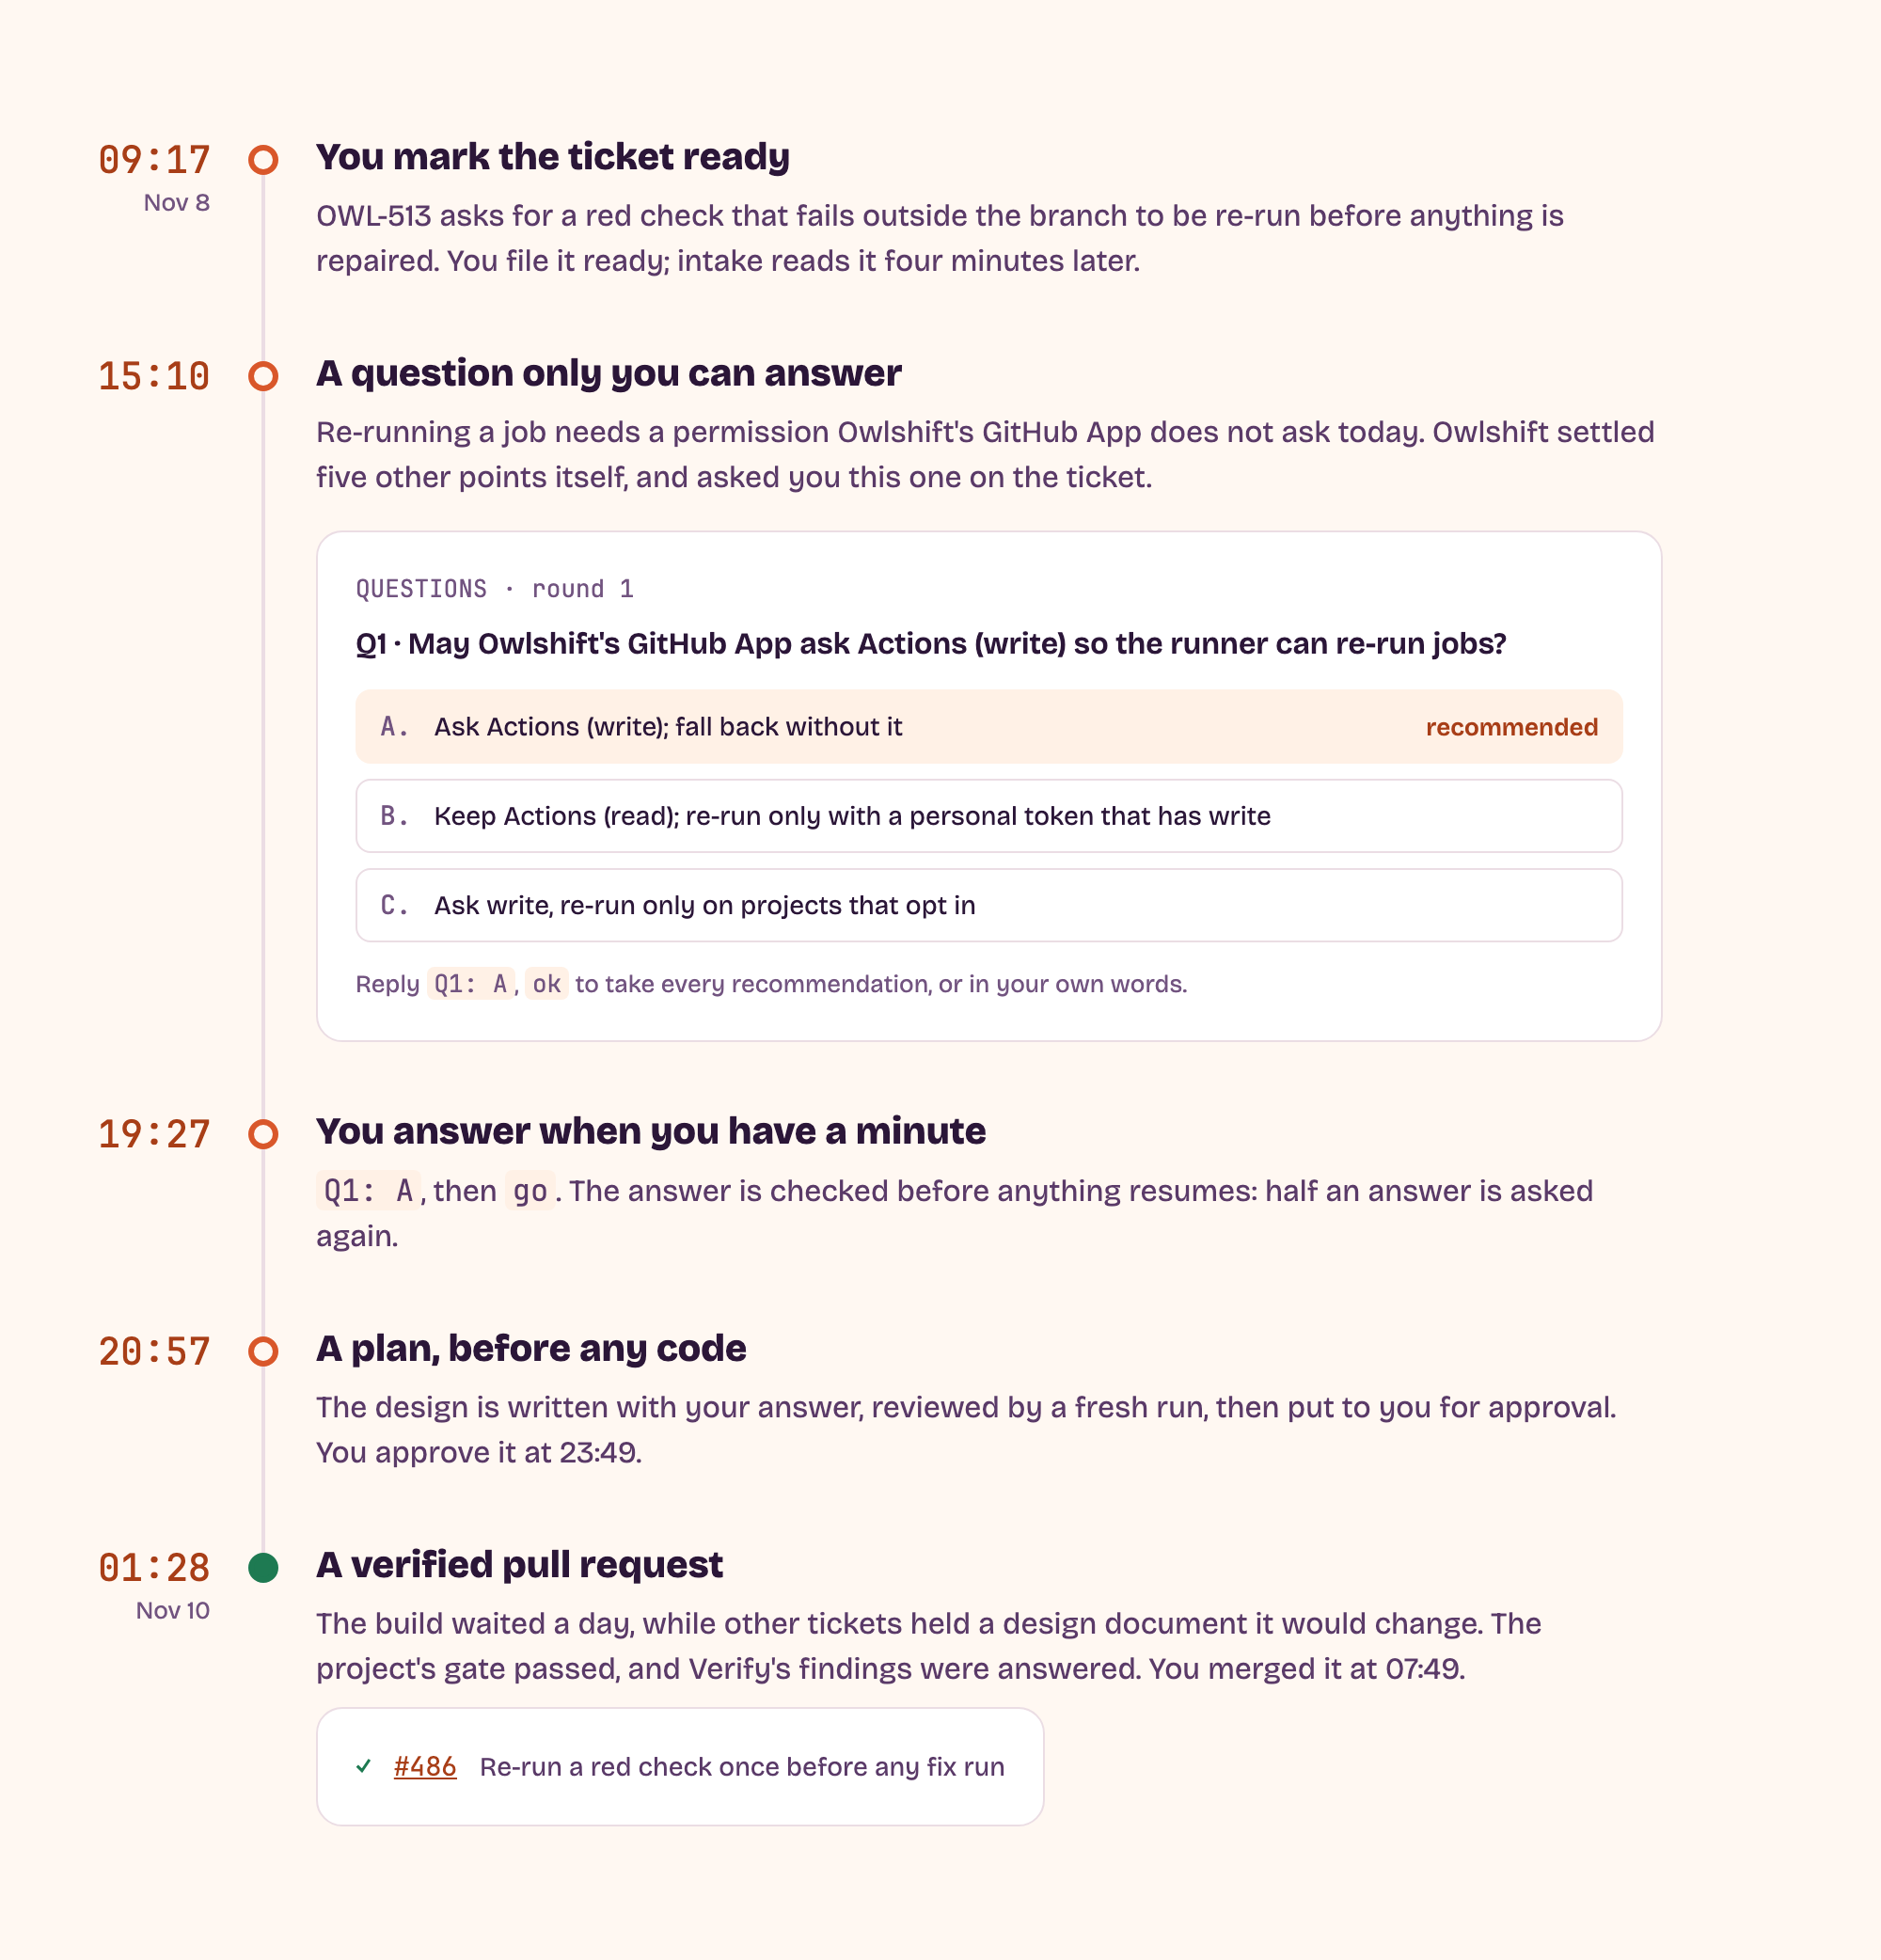 09:17
Nov 8
You mark the ticket ready
OWL-513 asks for a red check that fails outside the branch to be re-run before anything is
repaired. You file it ready; intake reads it four minutes later.
15:10
A question only you can answer
Re-running a job needs a permission Owlshift's GitHub App does not ask today. Owlshift settled
five other points itself, and asked you this one on the ticket.
QUESTIONS · round 1
Q1 · May Owlshift's GitHub App ask Actions (write) so the runner can re-run jobs?
A. Ask Actions (write); fall back without it recommended
B. Keep Actions (read); re-run only with a personal token that has write
C. Ask write, re-run only on projects that opt in
Reply Q1: A, ok to take every recommendation, or in your own words.
19:27
You answer when you have a minute
Q1: A, then go. The answer is checked before anything resumes: half an answer is asked
again.
20:57
A plan, before any code
The design is written with your answer, reviewed by a fresh run, then put to you for approval.
You approve it at 23:49.
01:28
Nov 10
A verified pull request
The build waited a day, while other tickets held a design document it would change. The
project's gate passed, and Verify's findings were answered. You merged it at 07:49.
✓ #486 Re-run a red check once before any fix run